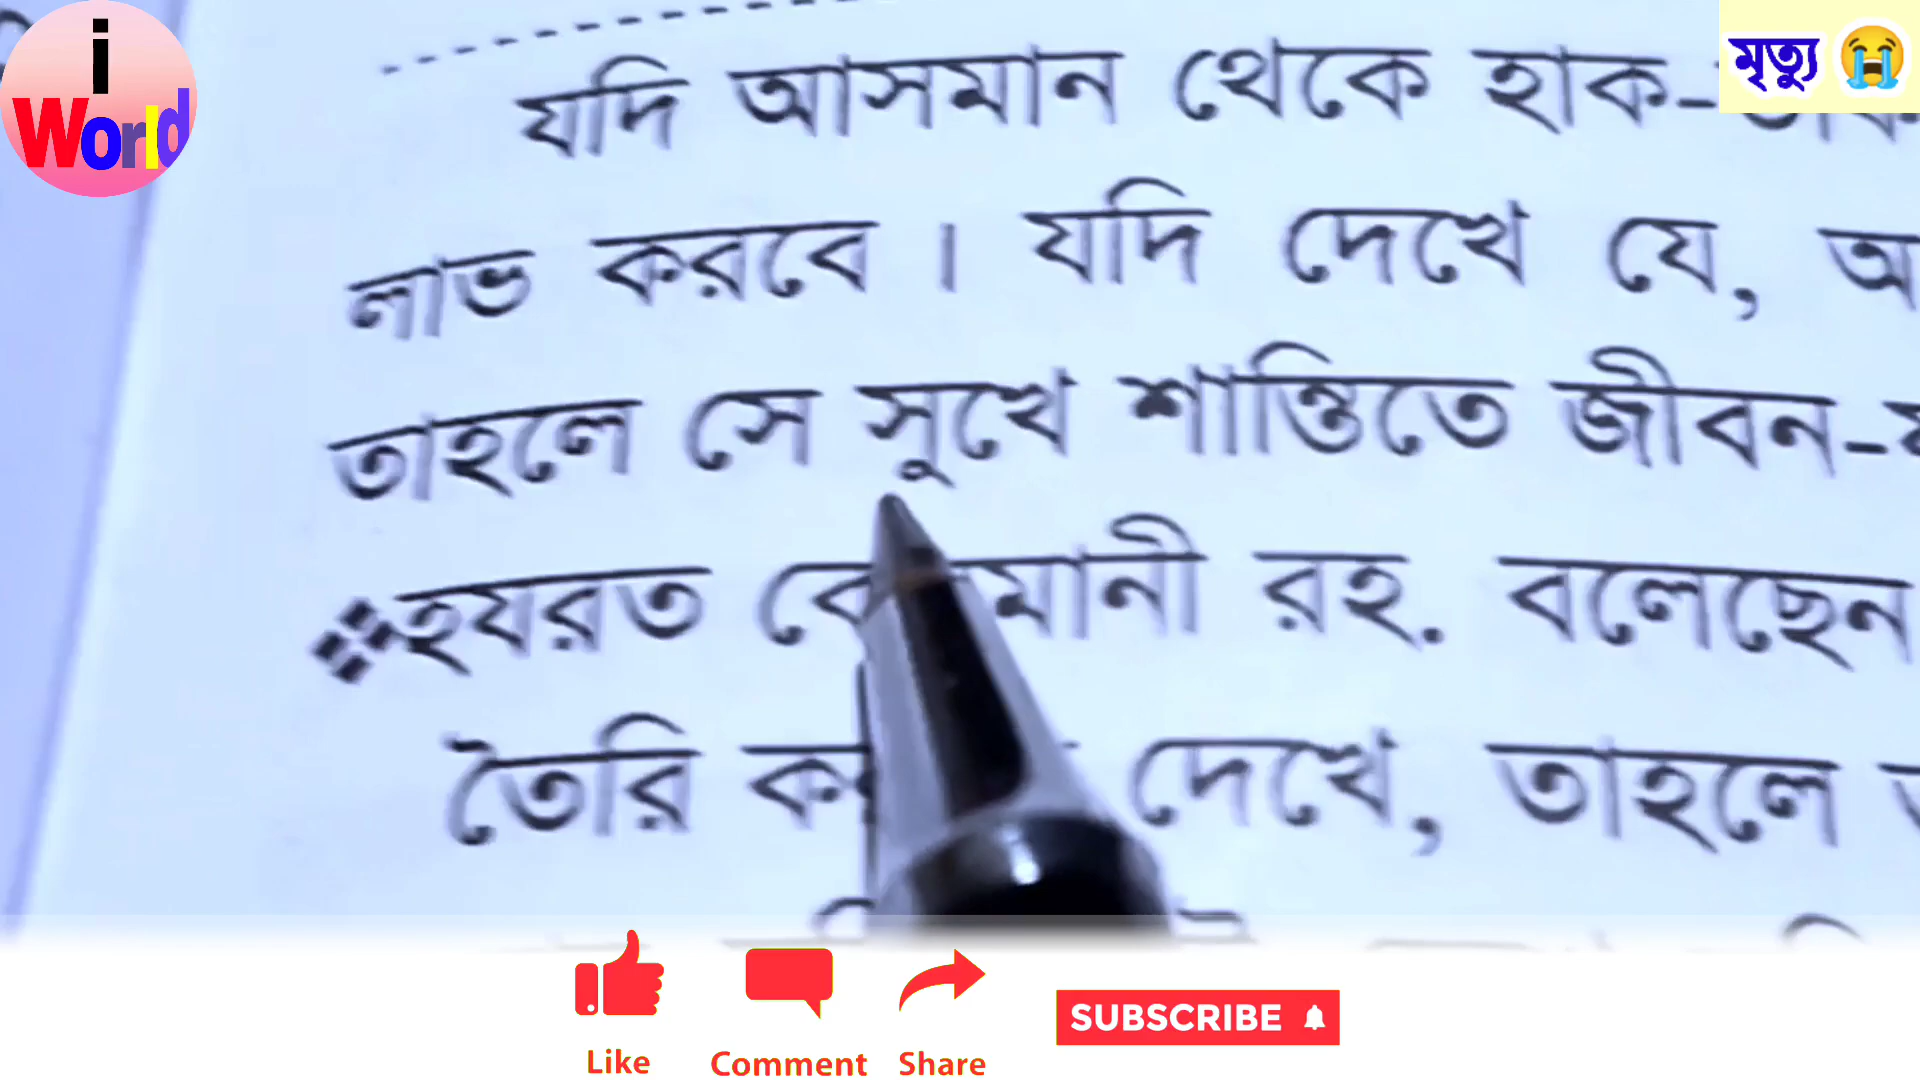 i
World
মৃত্যু
যদি আসমান থেকে হাক-
লাভ করবে । যদি দেখে যে,
তাহলে সে সুখে শান্তিতে জীবন-
হযরত রহ. বলেছেন
তৈরি দেখে, তাহলে
Like Comment Share SUBSCRIBE